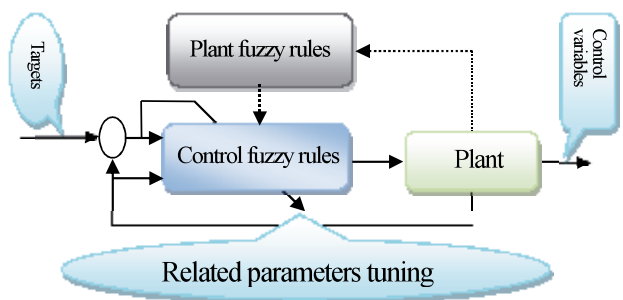 Targets
Plant fuzzy rules
Control
variables
Control fuzzy rules
Plant
Related parameters tuning